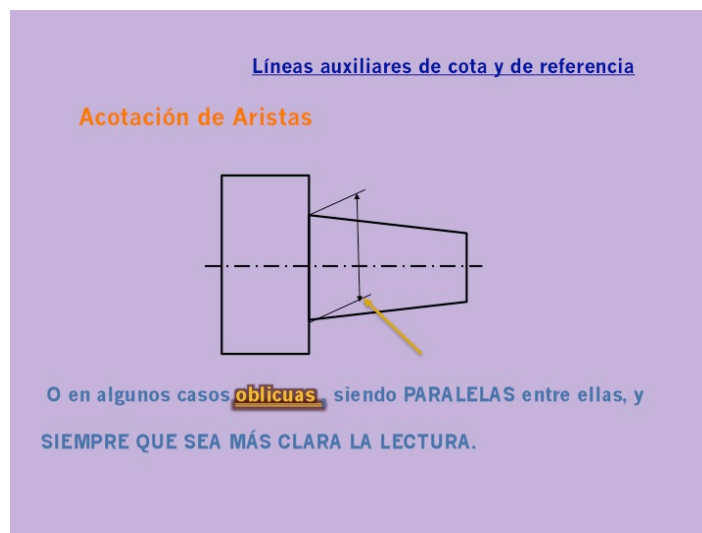 Líneas auxiliares de cota y de referencia
Acotación de Aristas
O en algunos casos oblicuas, siendo PARALELAS entre ellas, y
SIEMPRE QUE SEA MÁS CLARA LA LECTURA.